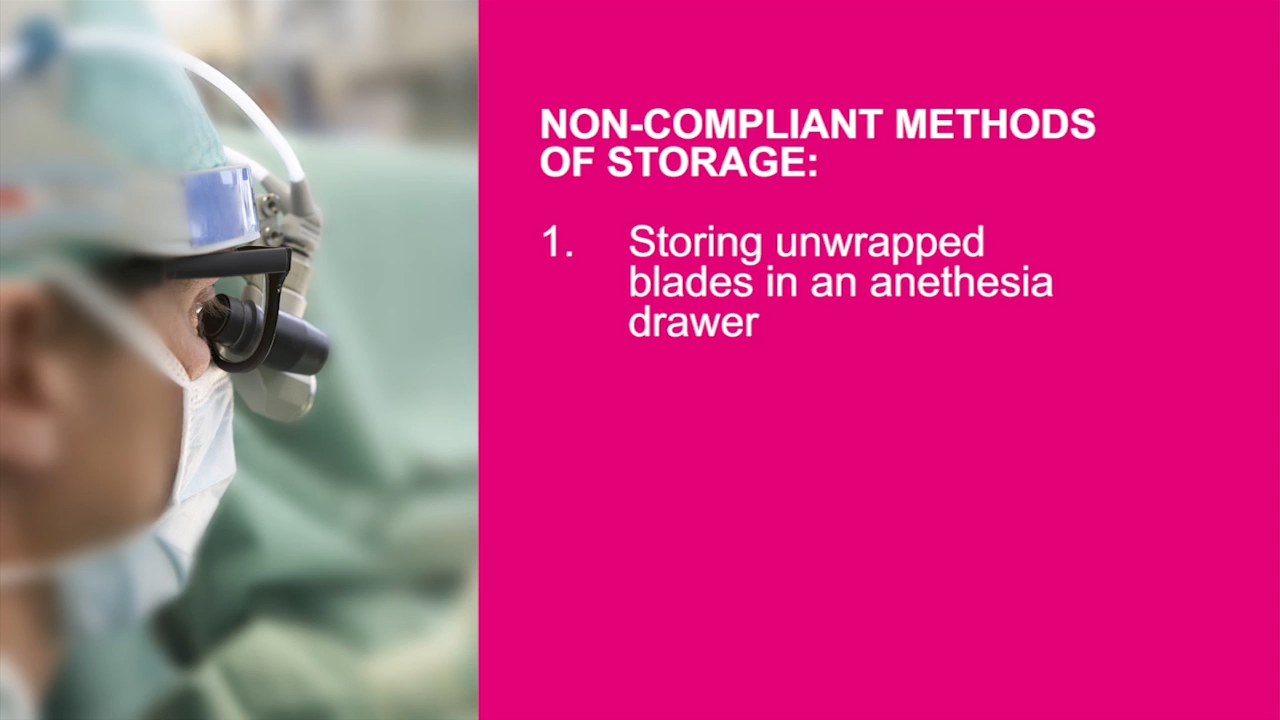 NON-COMPLIANT METHODS
OF STORAGE:
1. Storing unwrapped
blades in an anethesia
drawer